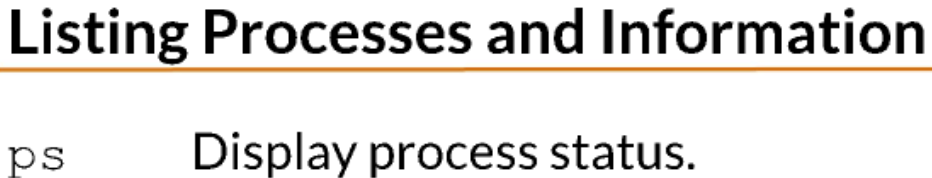 Listing Processes and Information
ps Display process status.